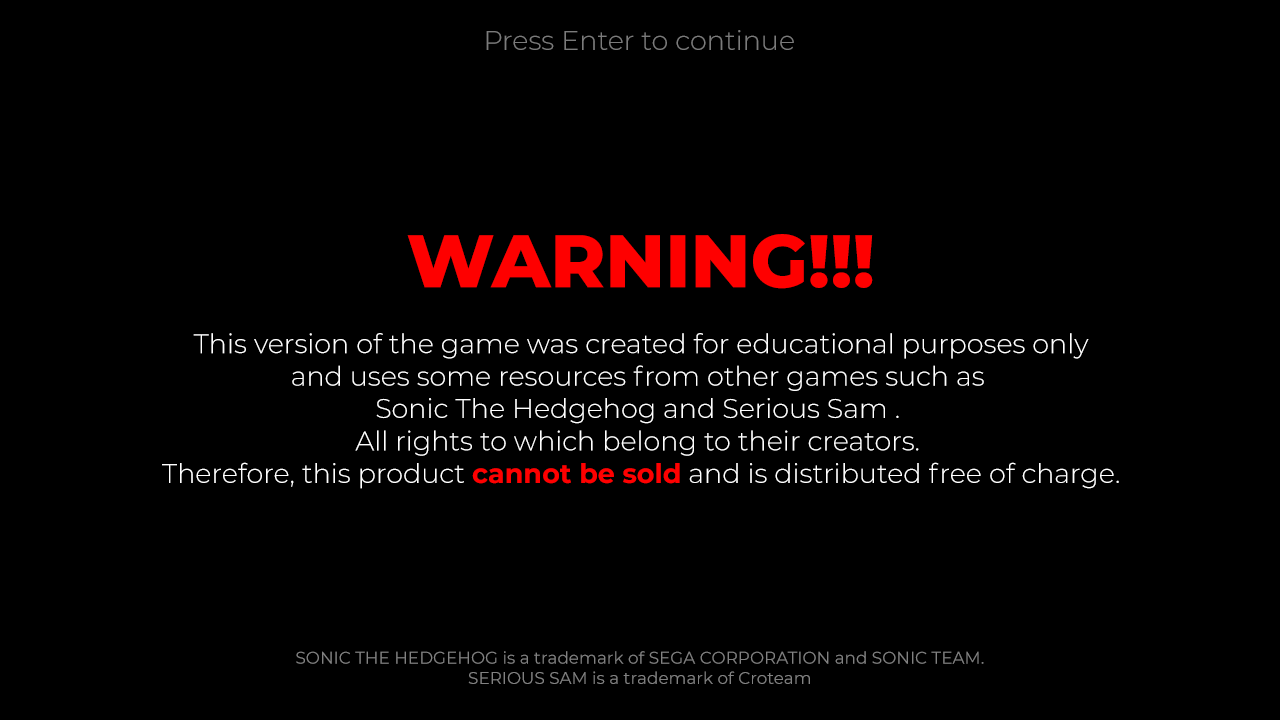 Press Enter to continue
WARNING!!!
This version of the game was created for educational purposes only
and uses some resources from other games such as
Sonic The Hedgehog and Serious Sam .
All rights to which belong to their creators.
Therefore, this product cannot be sold and is distributed free of charge.
SONIC THE HEDGEHOG is a trademark of SEGA CORPORATION and SONIC TEAM.
SERIOUS SAM is a trademark of Croteam